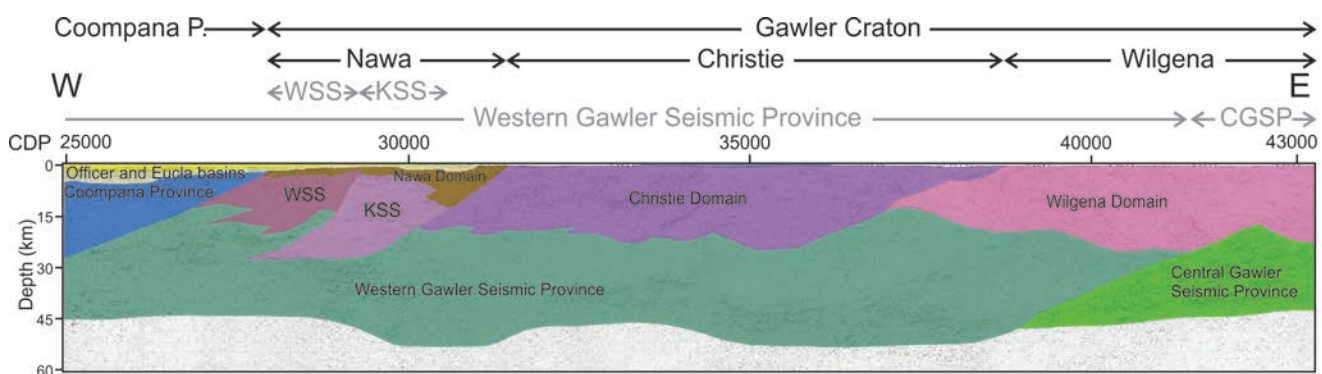 Coompana P.
Gawler Craton
Nawa
Christie
Wilgena
W
WSS
KSS
E
Western Gawler Seismic Province
CGSP
CDP
25000
30000
35000
40000
43000
0
Officer and Eucla basins
Coompana Province
Nawa Domain
WSS
Christie Domain
Wilgena Domain
15
KSS
Depth (km)
30
Central Gawler
Seismic Province
Western Gawler Seismic Province
45
60